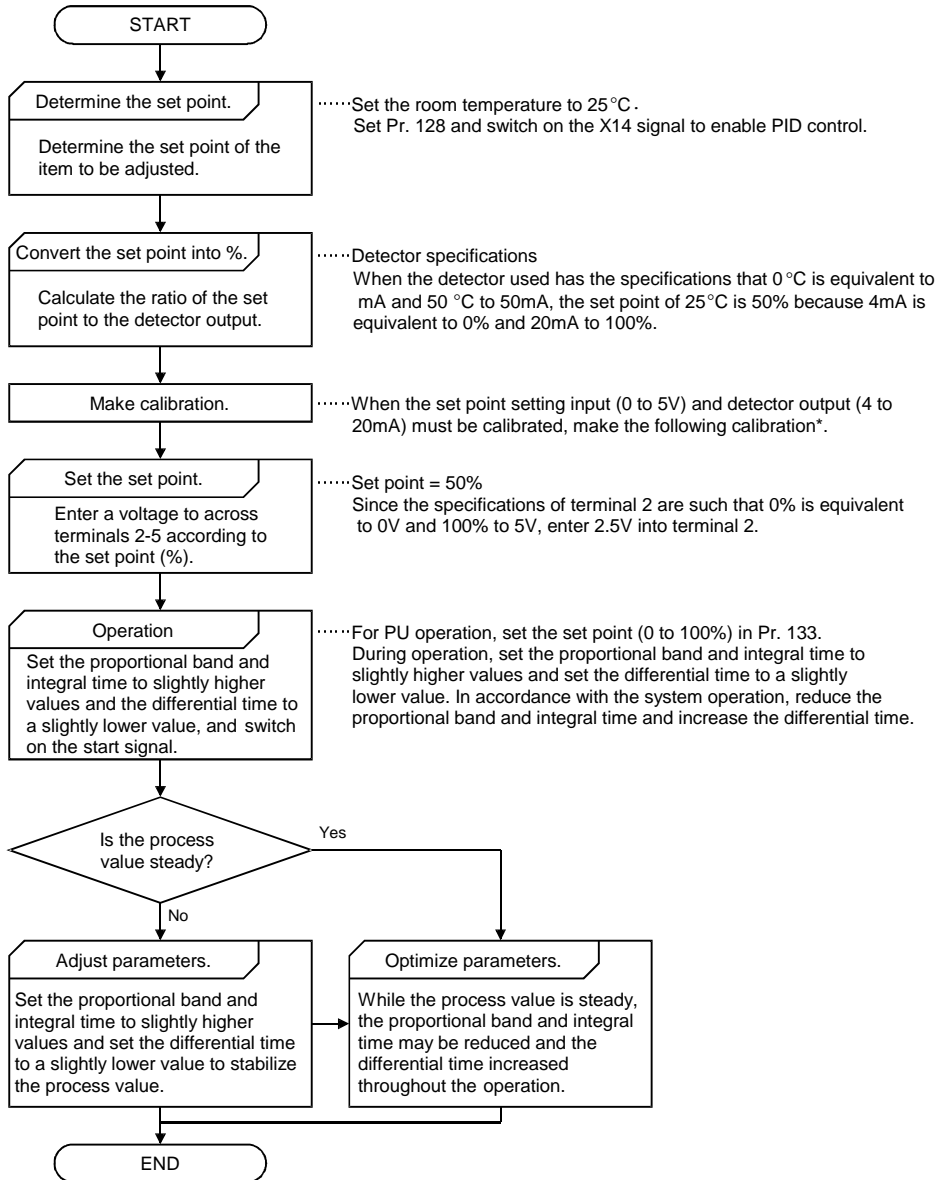 START
Determine the set point.
Determine the set point of the
item to be adjusted.
······Set the room temperature to 25°C.
Set Pr. 128 and switch on the X14 signal to enable PID control.
Convert the set point into %.
Calculate the ratio of the set
point to the detector output.
······Detector specifications
When the detector used has the specifications that 0°C is equivalent to
mA and 50 °C to 50mA, the set point of 25°C is 50% because 4mA is
equivalent to 0% and 20mA to 100%.
Make calibration.
······When the set point setting input (0 to 5V) and detector output (4 to
20mA) must be calibrated, make the following calibration*.
Set the set point.
Enter a voltage to across
terminals 2-5 according to
the set point (%).
······Set point = 50%
Since the specifications of terminal 2 are such that 0% is equivalent
to 0V and 100% to 5V, enter 2.5V into terminal 2.
Operation
Set the proportional band and
integral time to slightly higher
values and the differential time to
a slightly lower value, and switch
on the start signal.
······For PU operation, set the set point (0 to 100%) in Pr. 133.
During operation, set the proportional band and integral time to
slightly higher values and set the differential time to a slightly
lower value. In accordance with the system operation, reduce the
proportional band and integral time and increase the differential time.
Is the process
value steady?
Yes
No
Adjust parameters.
Set the proportional band and
integral time to slightly higher
values and set the differential time
to a slightly lower value to stabilize
the process value.
Optimize parameters.
While the process value is steady,
the proportional band and integral
time may be reduced and the
differential time increased
throughout the operation.
END